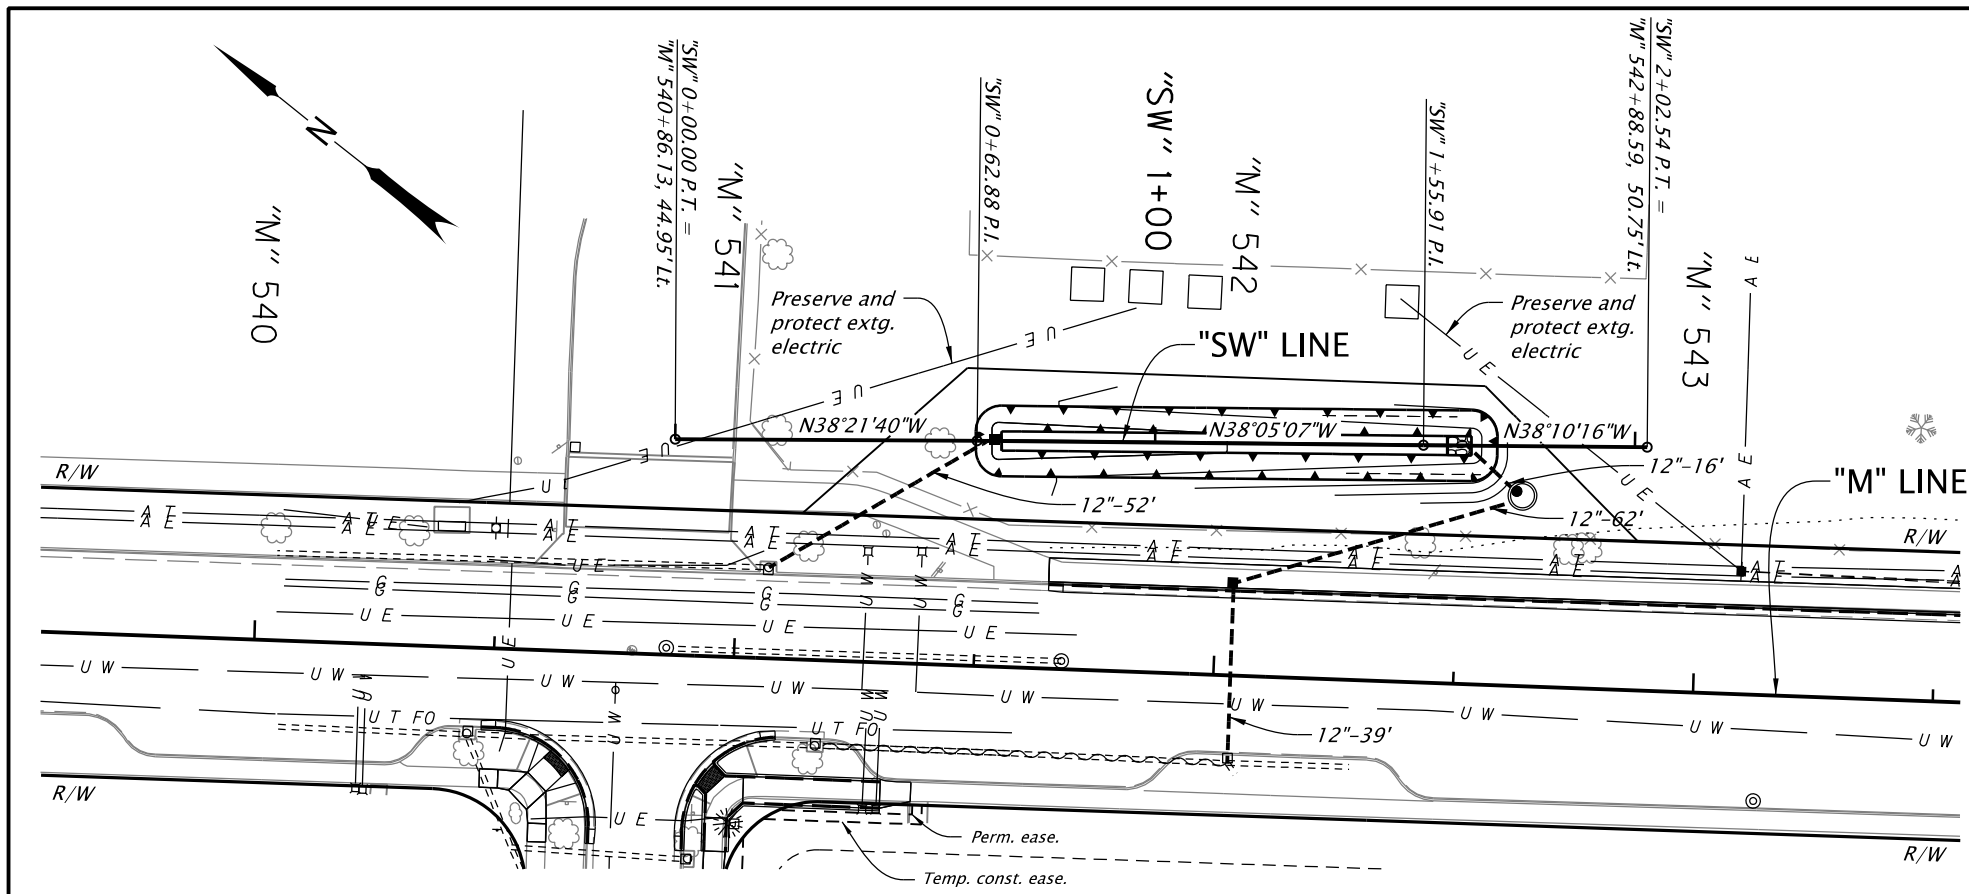 N
"M" 540
"SW" 0+00.00 P.T. =
"M" 540+86.13, 44.95' Lt.
"M" 541
"SW" 0+62.88 P.I.
"SW" 1+00
"M" 542
"SW" 1+55.91 P.I.
"SW" 2+02.54 P.T. =
"M" 542+88.59, 50.75' Lt.
"M" 543
A E
A E
Preserve and
protect extg.
electric
Preserve and
protect extg.
electric
"SW" LINE
U E
U E
U E
U E
U E
U E
N38°21'40"W
N38°05'07"W
N38°10'16"W
12"-16'
12"-52'
12"-62'
"M" LINE
R/W
R/W
A T
A E
A T
A E
A T
A E
A T
A E
A T
A E
A T
A E
A T
A E
A T
A E
A T
A E
U E
G
G
G
G
G
G
G
G
U E
U E
U E
U E
U E
U W
U W
U W
U W
U W
U W
U W
U W
U W
U W
U W
U W
U T FO
U T FO
12"-39'
R/W
U E
Perm. ease.
Temp. const. ease.
R/W